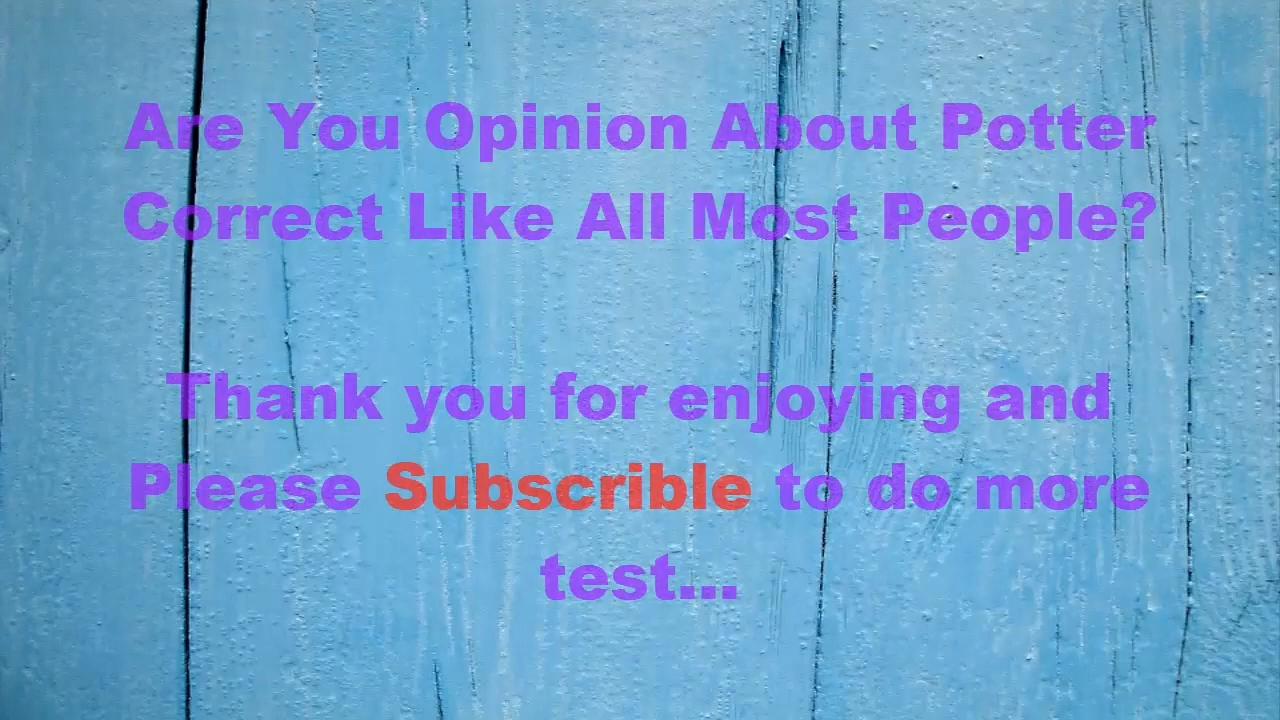 Are You Opinion About Potter
Correct Like All Most People?
Thank you for enjoying and
Please Subscrible to do more
test...